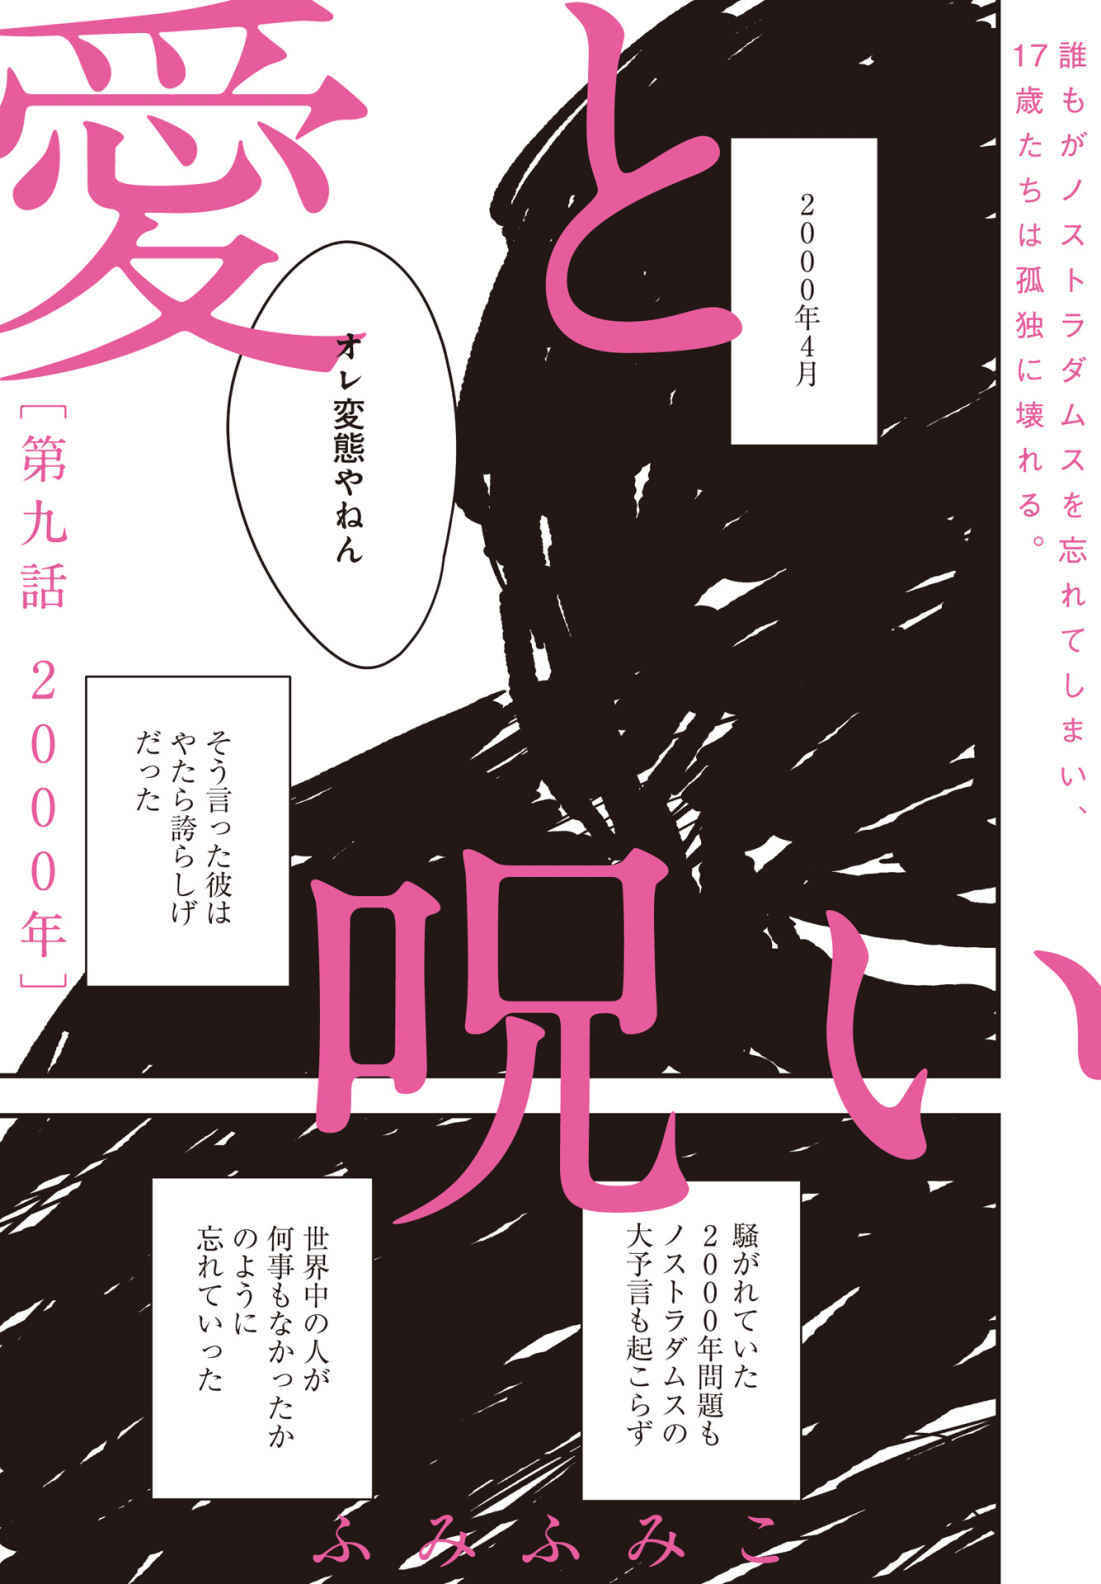 誰もがノストラダムスを忘れてしまい、
17歳たちは孤独に壊れる。
愛と呪い
[第九話 2000年]
2000年4月
オレ変態やねん
そう言った彼は
やたら誇らしげ
だった
騒がれていた
2000年問題も
ノストラダムスの
大予言も起こらず
世界中の人が
何事もなかったか
のように
忘れていった
ふみふみこ